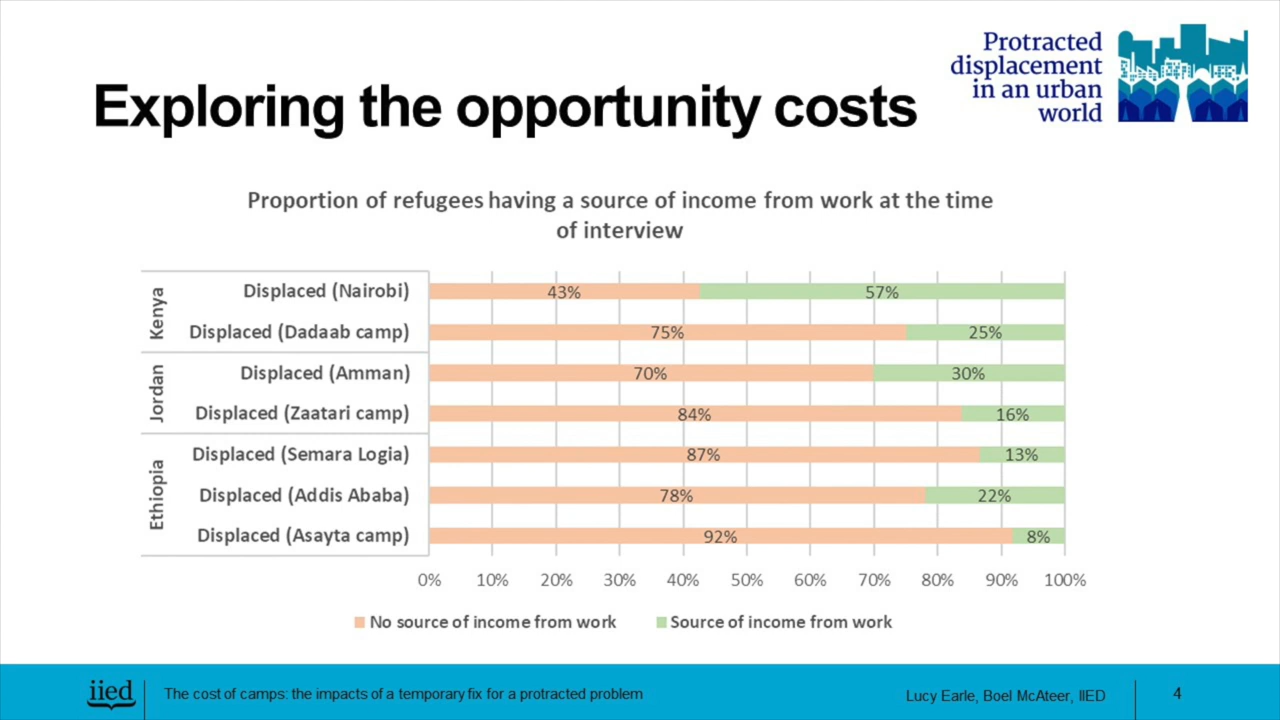 Protracted
displacement
in an urban
world
Exploring the opportunity costs
Proportion of refugees having a source of income from work at the time
of interview
Kenya
Displaced (Nairobi) 43% 57%
Displaced (Dadaab camp) 75% 25%
Jordan
Displaced (Amman) 70% 30%
Displaced (Zaatari camp) 84% 16%
Ethiopia
Displaced (Semara Logia) 87% 13%
Displaced (Addis Ababa) 78% 22%
Displaced (Asayta camp) 92% 8%
0% 10% 20% 30% 40% 50% 60% 70% 80% 90% 100%
No source of income from work Source of income from work
iied The cost of camps: the impacts of a temporary fix for a protracted problem Lucy Earle, Boel McAteer, IIED 4